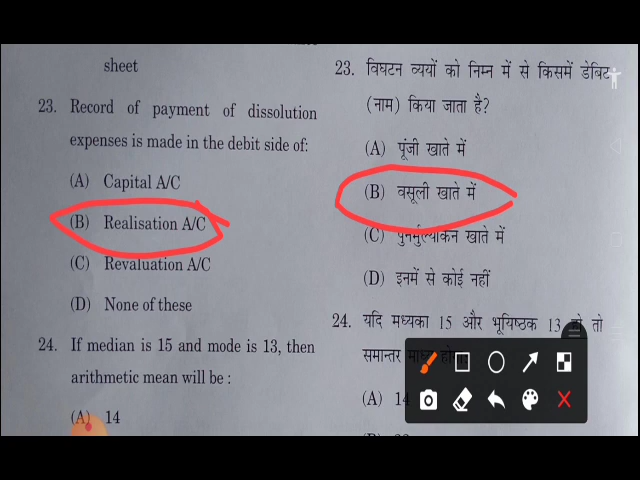 sheet
23. Record of payment of dissolution
expenses is made in the debit side of:
(A) Capital A/C
(B) Realisation A/C
(C) Revaluation A/C
(D) None of these
24. If median is 15 and mode is 13, then
arithmetic mean will be :
(A) 14
23. विघटन व्ययों को निम्न में से किसमें डेबिट
(नाम) किया जाता है?
(A) पूंजी खाते में
(B) वसूली खाते में
(C) पुनर्मुल्यांकन खाते में
(D) इनमें से कोई नहीं
24. यदि मध्यका 15 और भूयिष्ठक 13 हो तो
समान्तर
(A) 14